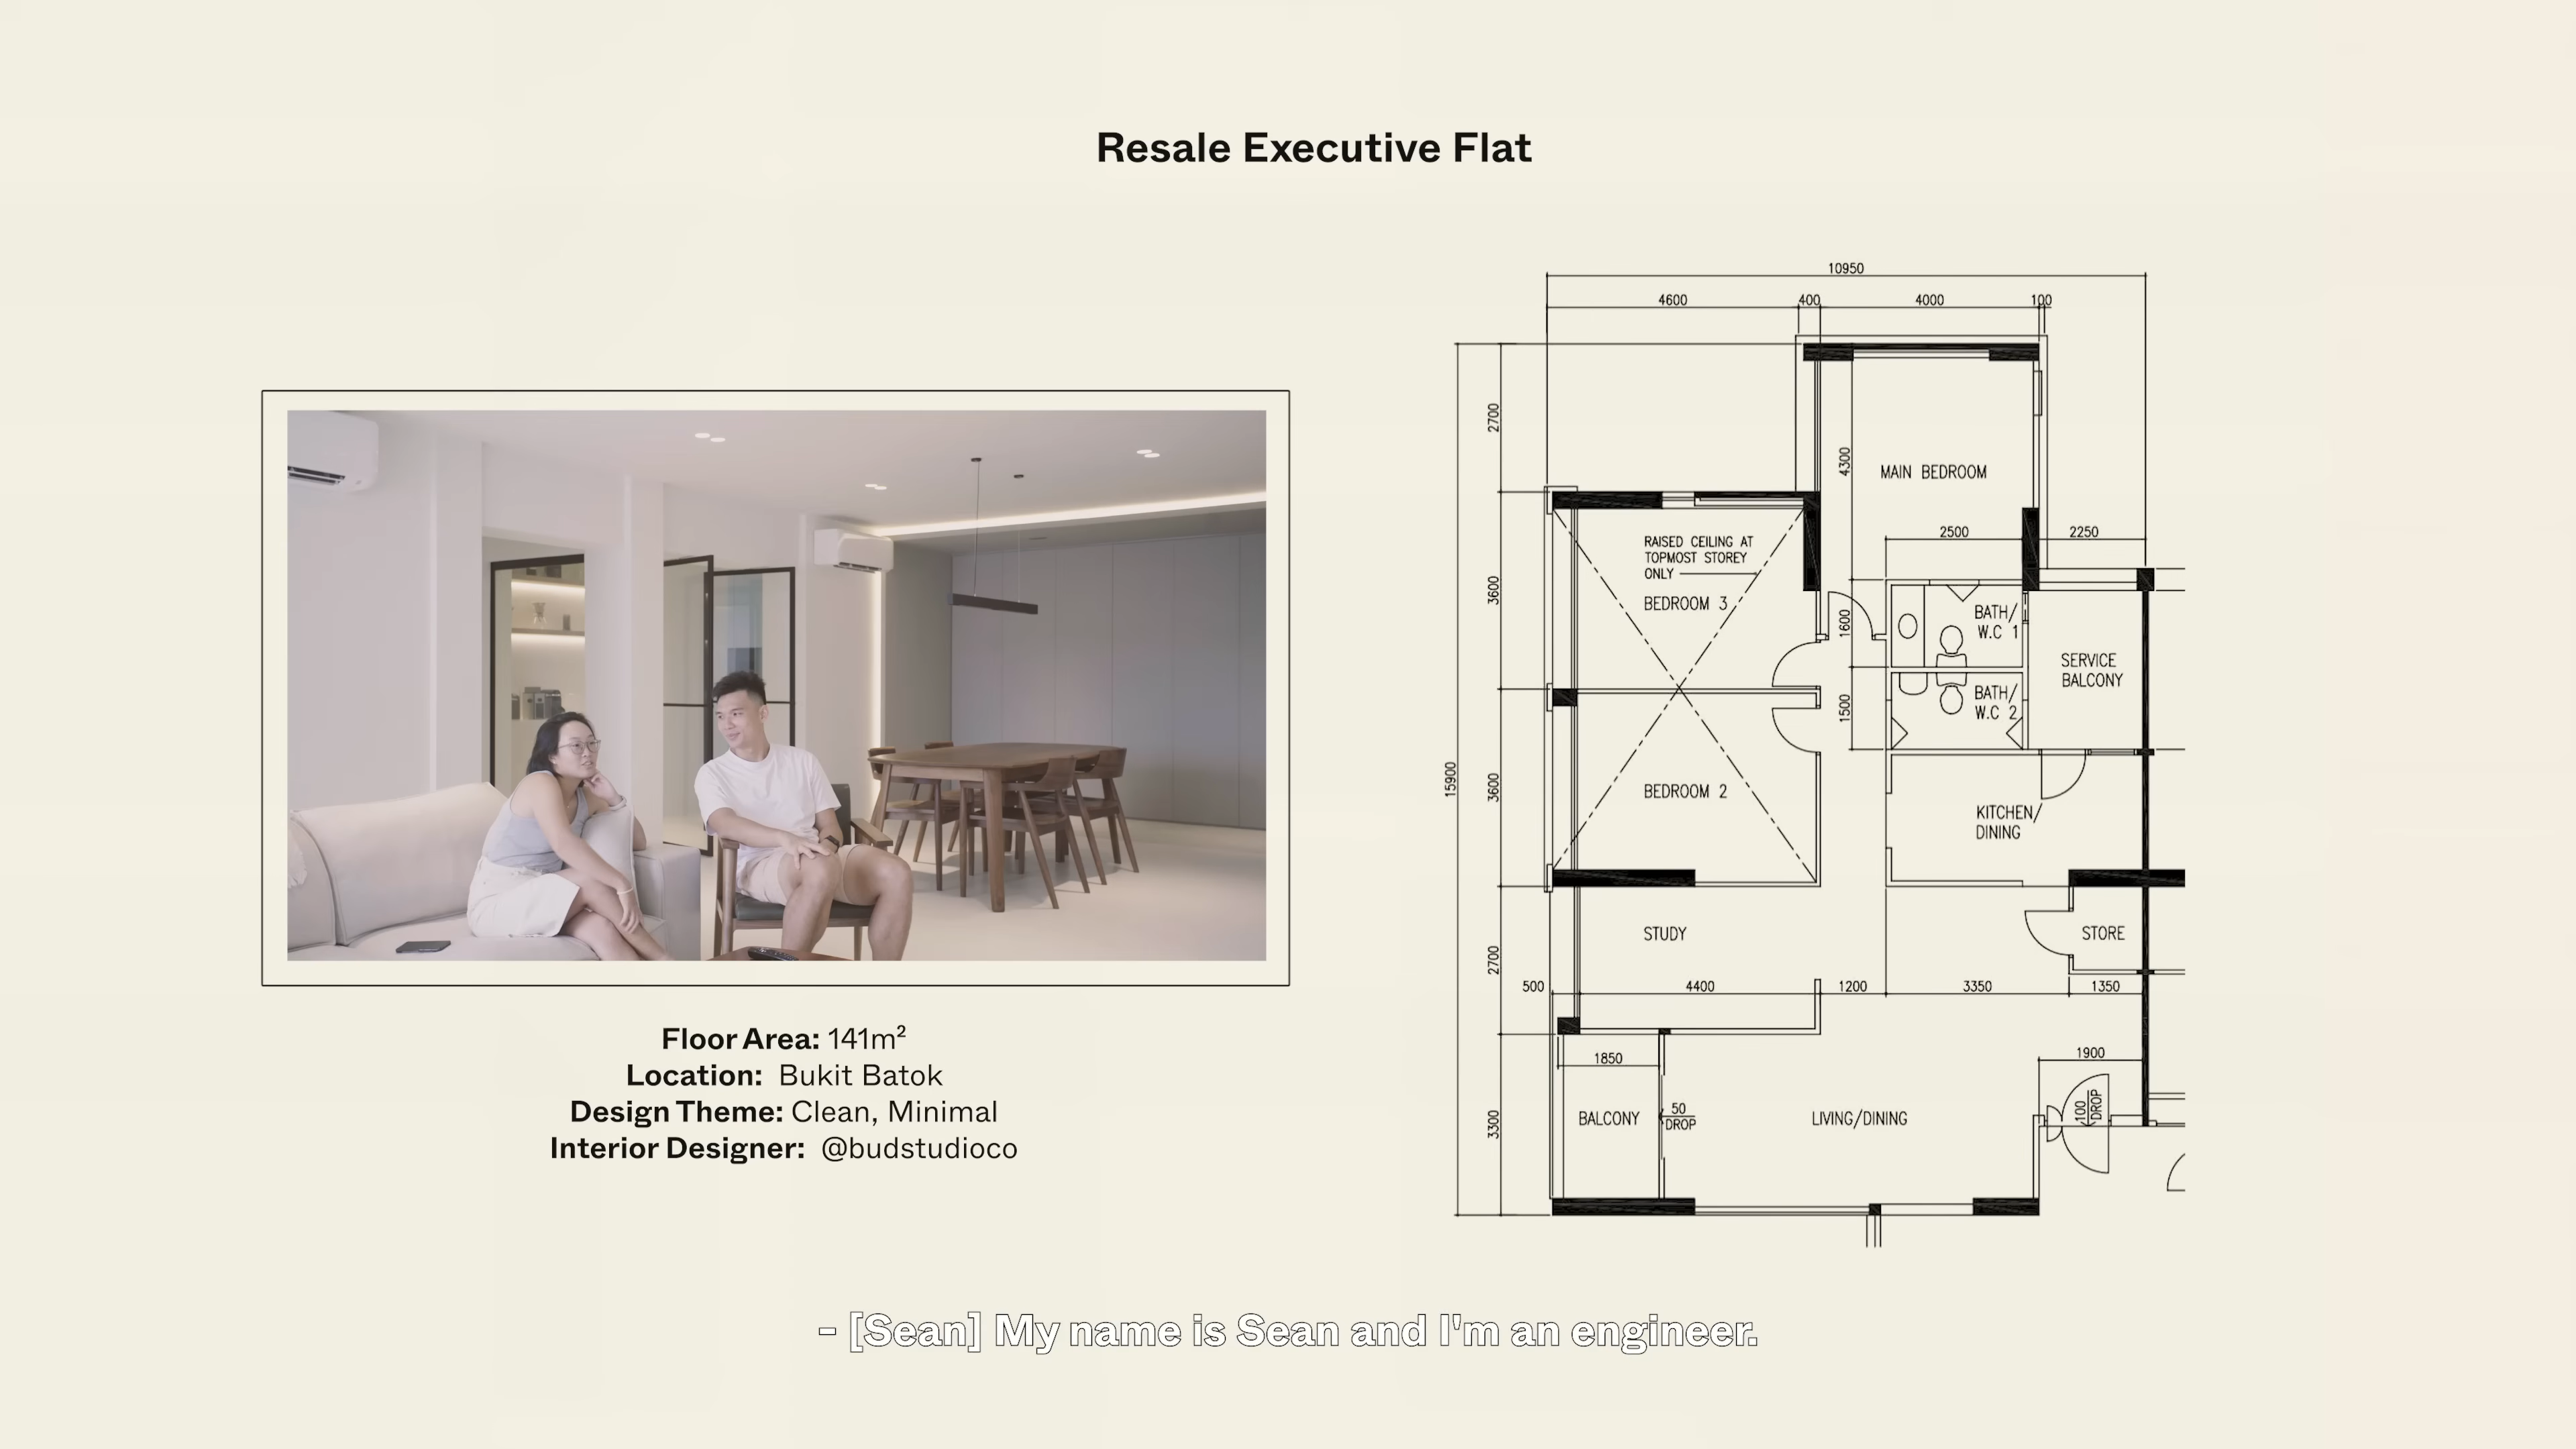 Resale Executive Flat
10950
4600
400
4000
100
2700
4300
MAIN BEDROOM
2500
2250
RAISED CEILING AT
TOPMOST STOREY
ONLY
3600
BEDROOM 3
1600
BATH/
W.C 1
SERVICE
BALCONY
1500
BATH/
W.C 2
15900
3600
BEDROOM 2
KITCHEN/
DINING
2700
STUDY
STORE
500
4400
1200
3350
1350
1850
1900
3300
BALCONY
50
DROP
LIVING/DINING
100
DROP
Floor Area: 141m²
Location: Bukit Batok
Design Theme: Clean, Minimal
Interior Designer: @budstudioco
- [Sean] My name is Sean and I'm an engineer.